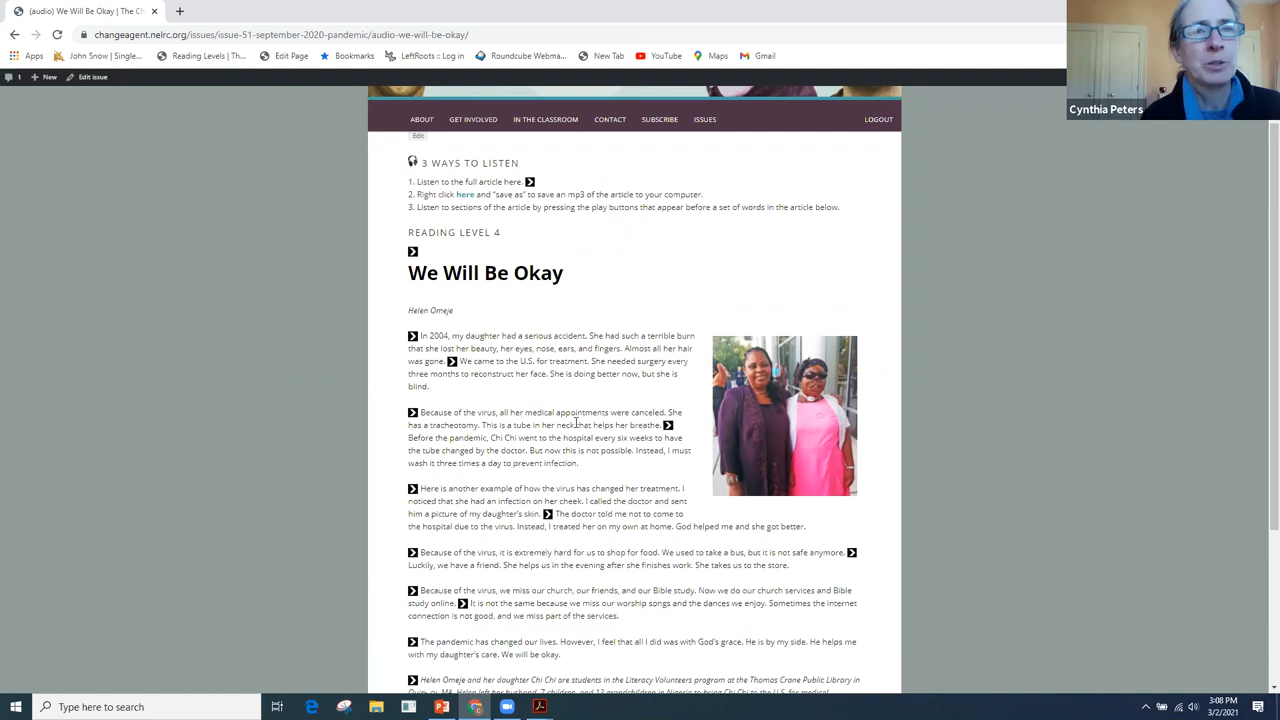 (audio) We Will Be Okay | The Ch
changeagent.nelrc.org/issues/issue-51-september-2020-pandemic/audio-we-will-be-okay/
Apps
John Snow | Single...
Reading Levels | Th...
Edit Page
Bookmarks
LeftRoots :: Log in
Roundcube Webma...
New Tab
YouTube
Maps
Gmail
1
New
Edit issue
Cynthia Peters
ABOUT GET INVOLVED IN THE CLASSROOM CONTACT SUBSCRIBE ISSUES LOGOUT
Edit
3 WAYS TO LISTEN
1. Listen to the full article here.
2. Right click here and “save as” to save an mp3 of the article to your computer.
3. Listen to sections of the article by pressing the play buttons that appear before a set of words in the article below.
READING LEVEL 4
We Will Be Okay
Helen Omeje
In 2004, my daughter had a serious accident. She had such a terrible burn
that she lost her beauty, her eyes, nose, ears, and fingers. Almost all her hair
was gone. We came to the U.S. for treatment. She needed surgery every
three months to reconstruct her face. She is doing better now, but she is
blind.
Because of the virus, all her medical appointments were canceled. She
has a tracheotomy. This is a tube in her neck that helps her breathe.
Before the pandemic, Chi Chi went to the hospital every six weeks to have
the tube changed by the doctor. But now this is not possible. Instead, I must
wash it three times a day to prevent infection.
Here is another example of how the virus has changed her treatment. I
noticed that she had an infection on her cheek. I called the doctor and sent
him a picture of my daughter’s skin. The doctor told me not to come to
the hospital due to the virus. Instead, I treated her on my own at home. God helped me and she got better.
Because of the virus, it is extremely hard for us to shop for food. We used to take a bus, but it is not safe anymore.
Luckily, we have a friend. She helps us in the evening after she finishes work. She takes us to the store.
Because of the virus, we miss our church, our friends, and our Bible study. Now we do our church services and Bible
study online. It is not the same because we miss our worship songs and the dances we enjoy. Sometimes the internet
connection is not good, and we miss part of the services.
The pandemic has changed our lives. However, I feel that all I did was with God’s grace. He is by my side. He helps me
with my daughter’s care. We will be okay.
Helen Omeje and her daughter Chi Chi are students in the Literacy Volunteers program at the Thomas Crane Public Library in
Quincy, MA. Helen left her husband, 7 children, and 12 grandchildren in Nigeria to bring Chi Chi to the U.S. for medical
Type here to search
3:08 PM
3/2/2021